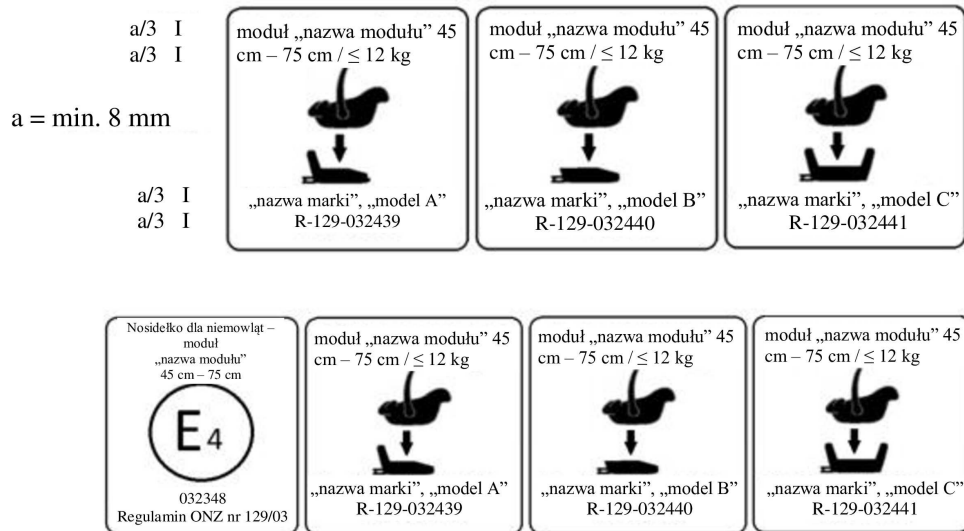 a/3 I
a/3 I
a = min. 8 mm
a/3 I
a/3 I
moduł „nazwa modułu” 45
cm – 75 cm / ≤ 12 kg
„nazwa marki”, „model A”
R-129-032439
moduł „nazwa modułu” 45
cm – 75 cm / ≤ 12 kg
„nazwa marki”, „model B”
R-129-032440
moduł „nazwa modułu” 45
cm – 75 cm / ≤ 12 kg
„nazwa marki”, „model C”
R-129-032441
Nosidełko dla niemowląt –
moduł
„nazwa modułu”
45 cm – 75 cm
E4
032348
Regulamin ONZ nr 129/03
moduł „nazwa modułu” 45
cm – 75 cm / ≤ 12 kg
„nazwa marki”, „model A”
R-129-032439
moduł „nazwa modułu” 45
cm – 75 cm / ≤ 12 kg
„nazwa marki”, „model B”
R-129-032440
moduł „nazwa modułu” 45
cm – 75 cm / ≤ 12 kg
„nazwa marki”, „model C”
R-129-032441